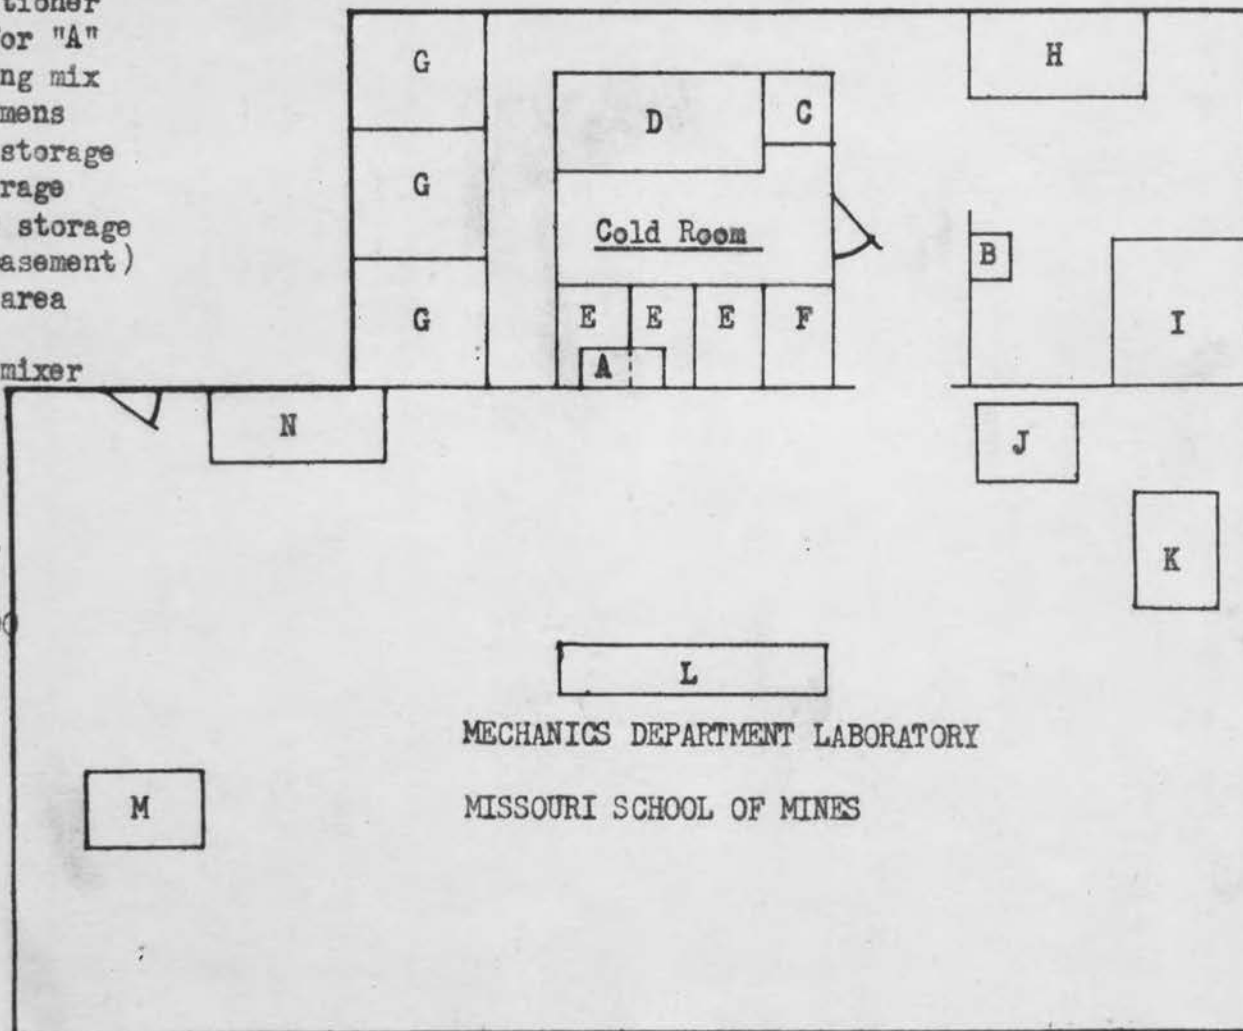 tioner
or "A"
ng mix
mens
storage
rage
storage
asement)
area
mixer
G
H
D
C
G
Cold Room
B
E
E
E
F
G
I
A
N
J
K
L
MECHANICS DEPARTMENT LABORATORY
M
MISSOURI SCHOOL OF MINES